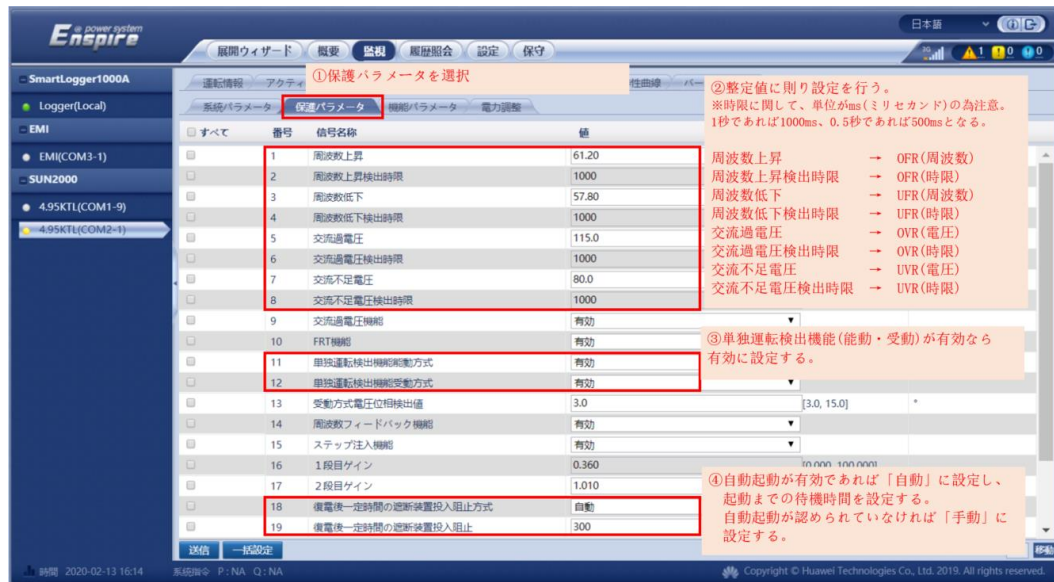 e power system
Enspire
日本語
展開ウィザード 概要 監視 履歴照会 設定 保守
3G 1 0 0
SmartLogger1000A
Logger(Local)
EMI
EMI(COM3-1)
SUN2000
4.95KTL(COM1-9)
4.95KTL(COM2-1)
運転情報 アクティ
①保護パラメータを選択
性曲線
系統パラメータ 保護パラメータ 機能パラメータ 電力調整
すべて 番号 信号名称 値
1 周波数上昇 61.20
2 周波数上昇検出時限 1000
3 周波数低下 57.80
4 周波数低下検出時限 1000
5 交流過電圧 115.0
6 交流過電圧検出時限 1000
7 交流不足電圧 80.0
8 交流不足電圧検出時限 1000
9 交流過電圧機能 有効
10 FRT機能 有効
11 単独運転検出機能能動方式 有効
12 単独運転検出機能受動方式 有効
13 受動方式電圧位相検出値 3.0 [3.0, 15.0] °
14 周波数フィードバック機能 有効
15 ステップ注入機能 有効
16 1段目ゲイン 0.360 [0.000, 100.000]
17 2段目ゲイン 1.010
18 復電後一定時間の遮断装置投入阻止方式 自動
19 復電後一定時間の遮断装置投入阻止 300
②整定値に則り設定を行う。
※時限に関して、単位がms(ミリセカンド)の為注意。
1秒であれば1000ms、0.5秒であれば500msとなる。
周波数上昇 → OFR(周波数)
周波数上昇検出時限 → OFR(時限)
周波数低下 → UFR(周波数)
周波数低下検出時限 → UFR(時限)
交流過電圧 → OVR(電圧)
交流過電圧検出時限 → OVR(時限)
交流不足電圧 → UVR(電圧)
交流不足電圧検出時限 → UVR(時限)
③単独運転検出機能(能動・受動)が有効なら
有効に設定する。
④自動起動が有効であれば「自動」に設定し、
起動までの待機時間を設定する。
自動起動が認められていなければ「手動」に
設定する。
送信 一括設定 移動
時間 2020-02-13 16:14 系統指令 P:NA Q:NA Copyright © Huawei Technologies Co., Ltd. 2019. All rights reserved.